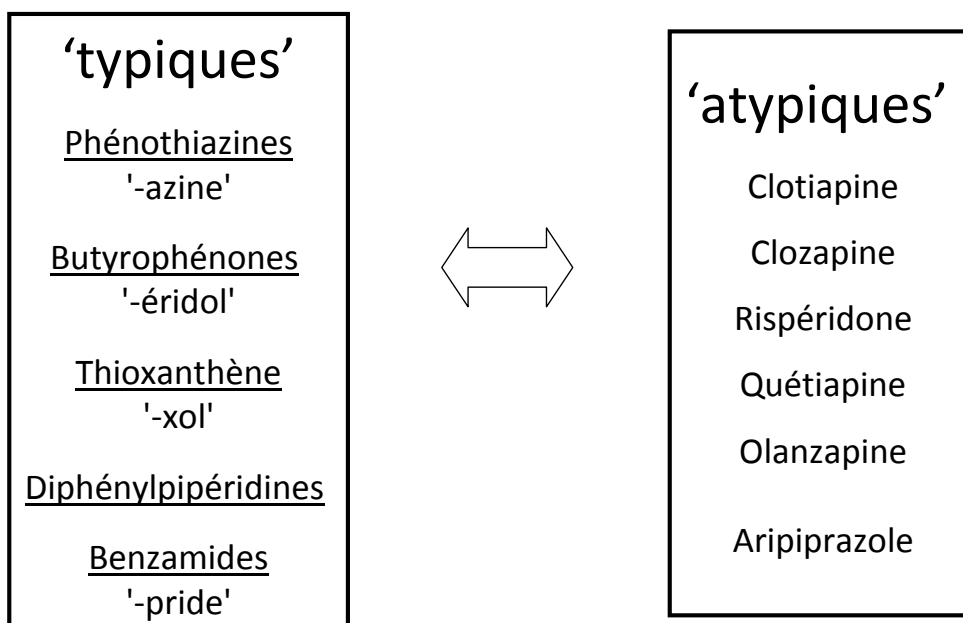 ‘typiques’
Phénothiazines
'-azine'
Butyrophénones
'-éridol'
Thioxanthène
'-xol'
Diphénylpipéridines
Benzamides
'-pride'
‘atypiques’
Clotiapine
Clozapine
Rispéridone
Quétiapine
Olanzapine
Aripiprazole